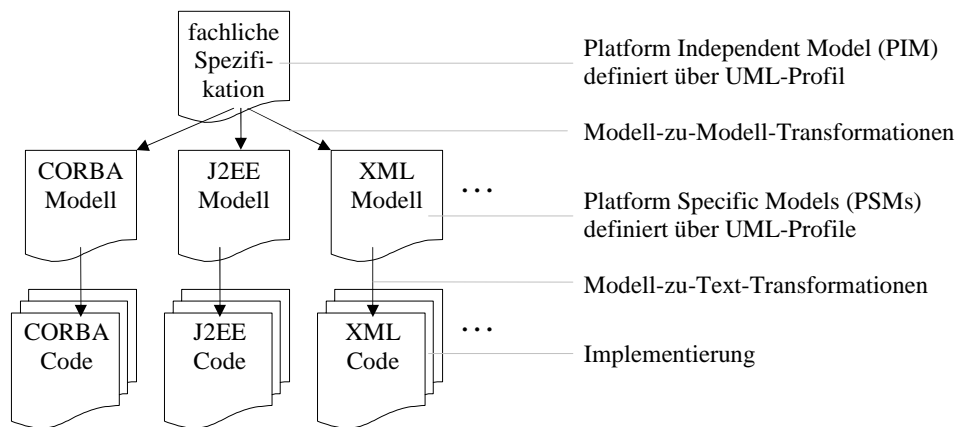 fachliche
Spezifi-
kation
Platform Independent Model (PIM)
definiert über UML-Profil
Modell-zu-Modell-Transformationen
CORBA
Modell
J2EE
Modell
XML
Modell
...
Platform Specific Models (PSMs)
definiert über UML-Profile
Modell-zu-Text-Transformationen
CORBA
Code
J2EE
Code
XML
Code
...
Implementierung